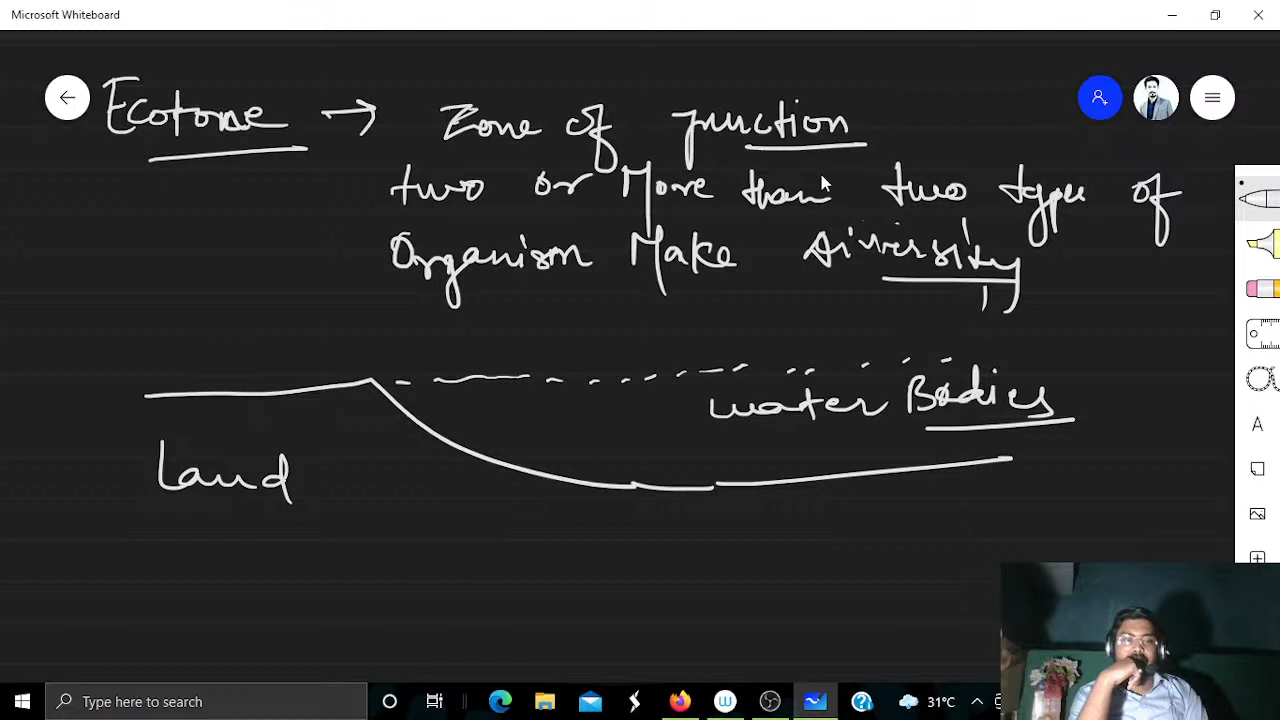 Microsoft Whiteboard
Ecotone → Zone of junction
two or More than two type of
Organism Make diversity
water Bodies
Land
A
Type here to search
31°C